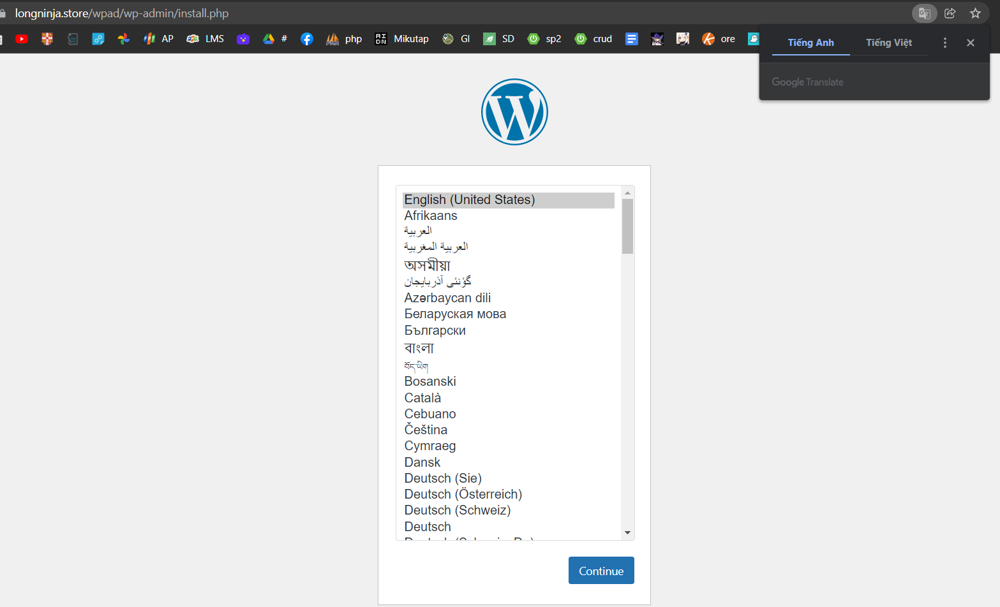 longninja.store/wpad/wp-admin/install.php
AP LMS # php Mikutap GI SD sp2 crud ore
Tiếng Anh Tiếng Việt
Google Translate
English (United States)
Afrikaans
العربية
العربية المغربية
অসমীয়া
گؤنئی آذربایجان
Azərbaycan dili
Беларуская мова
Български
বাংলা
བོད་ཡིག
Bosanski
Català
Cebuano
Čeština
Cymraeg
Dansk
Deutsch (Sie)
Deutsch (Österreich)
Deutsch (Schweiz)
Deutsch
Continue